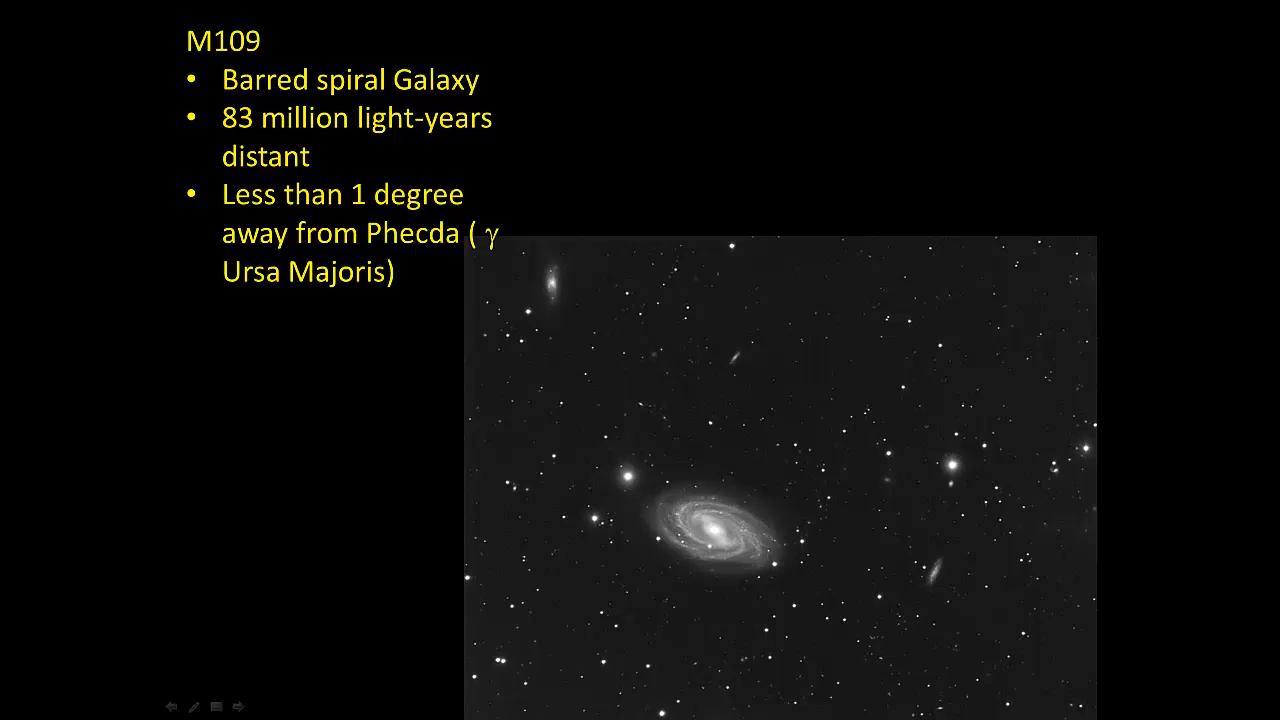 M109
• Barred spiral Galaxy
• 83 million light-years
distant
• Less than 1 degree
away from Phecda ( γ
Ursa Majoris)